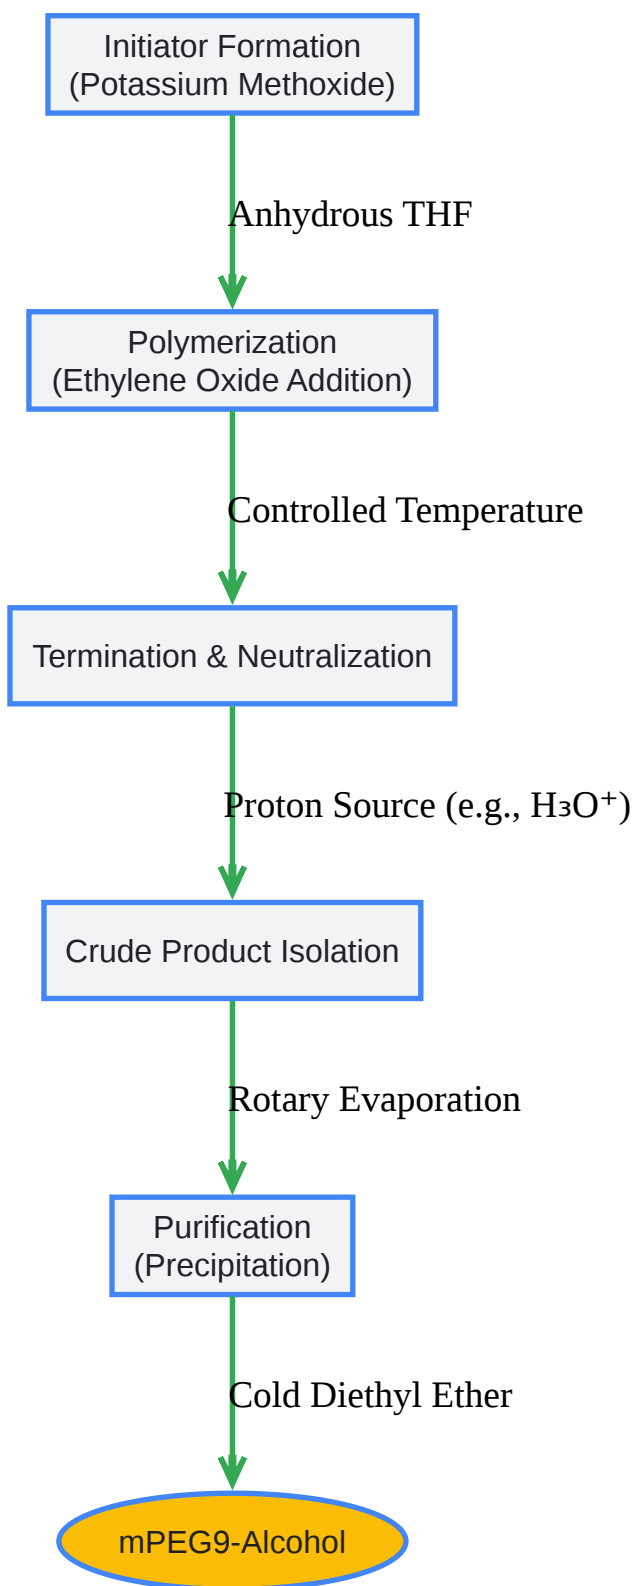 Initiator Formation
(Potassium Methoxide)
Anhydrous THF
Polymerization
(Ethylene Oxide Addition)
Controlled Temperature
Termination & Neutralization
Proton Source (e.g., H₃O⁺)
Crude Product Isolation
Rotary Evaporation
Purification
(Precipitation)
Cold Diethyl Ether
mPEG9-Alcohol